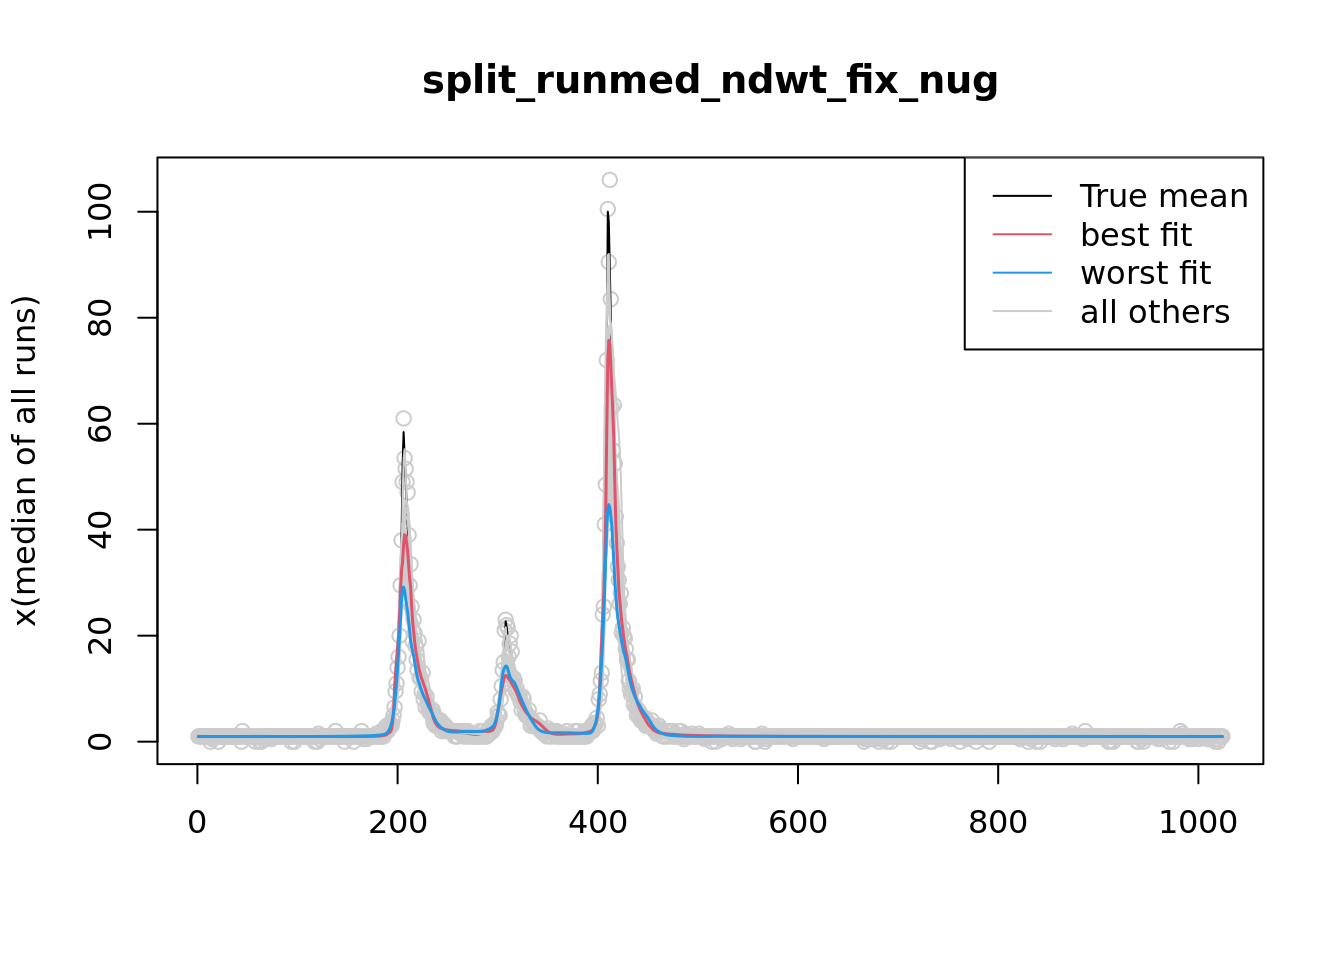 split_runmed_ndwt_fix_nug
True mean
best fit
worst fit
all others
x(median of all runs)
100
80
60
40
20
0
0 200 400 600 800 1000